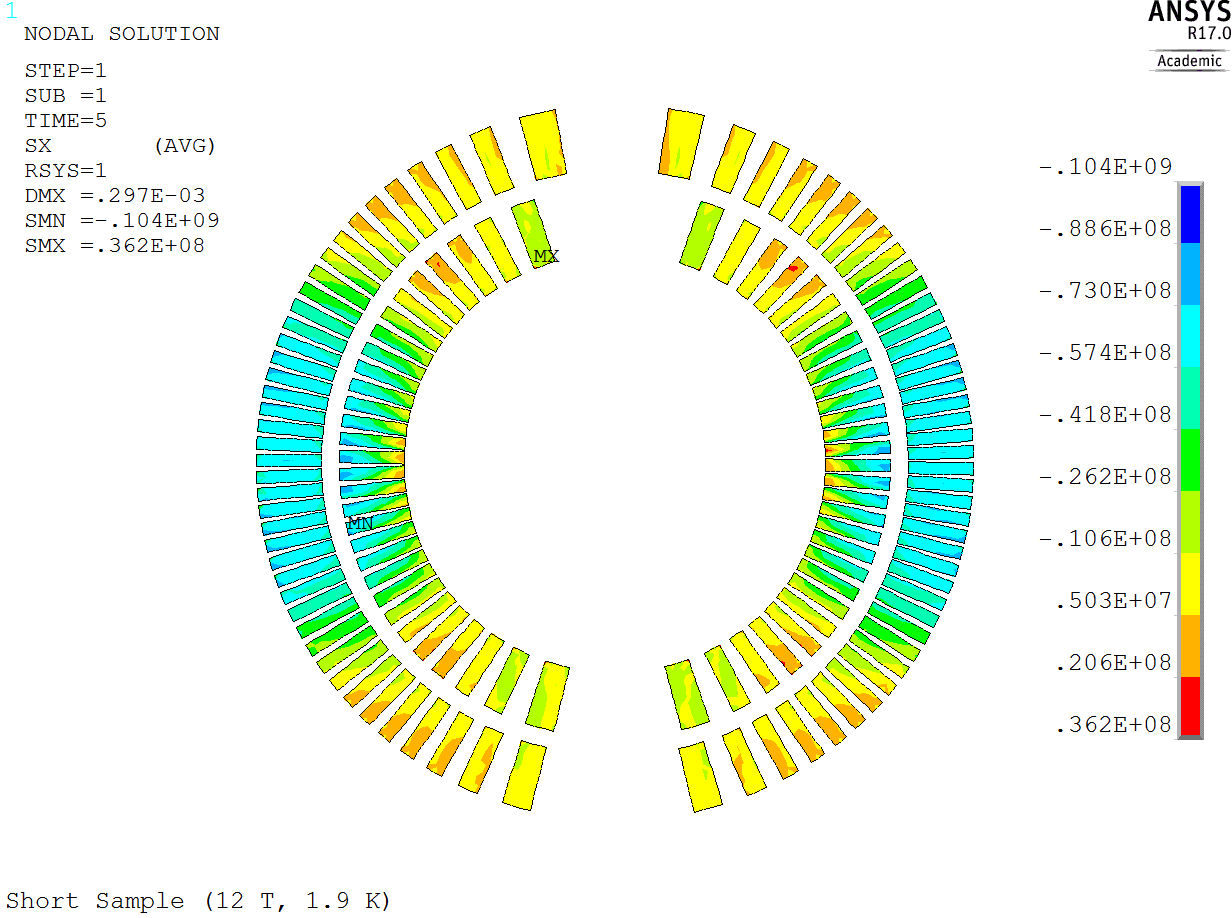 1
NODAL SOLUTION
STEP=1
SUB =1
TIME=5
SX (AVG)
RSYS=1
DMX =.297E-03
SMN =-.104E+09
SMX =.362E+08
ANSYS
R17.0
Academic
MX
MN
-.104E+09
-.886E+08
-.730E+08
-.574E+08
-.418E+08
-.262E+08
-.106E+08
.503E+07
.206E+08
.362E+08
Short Sample (12 T, 1.9 K)